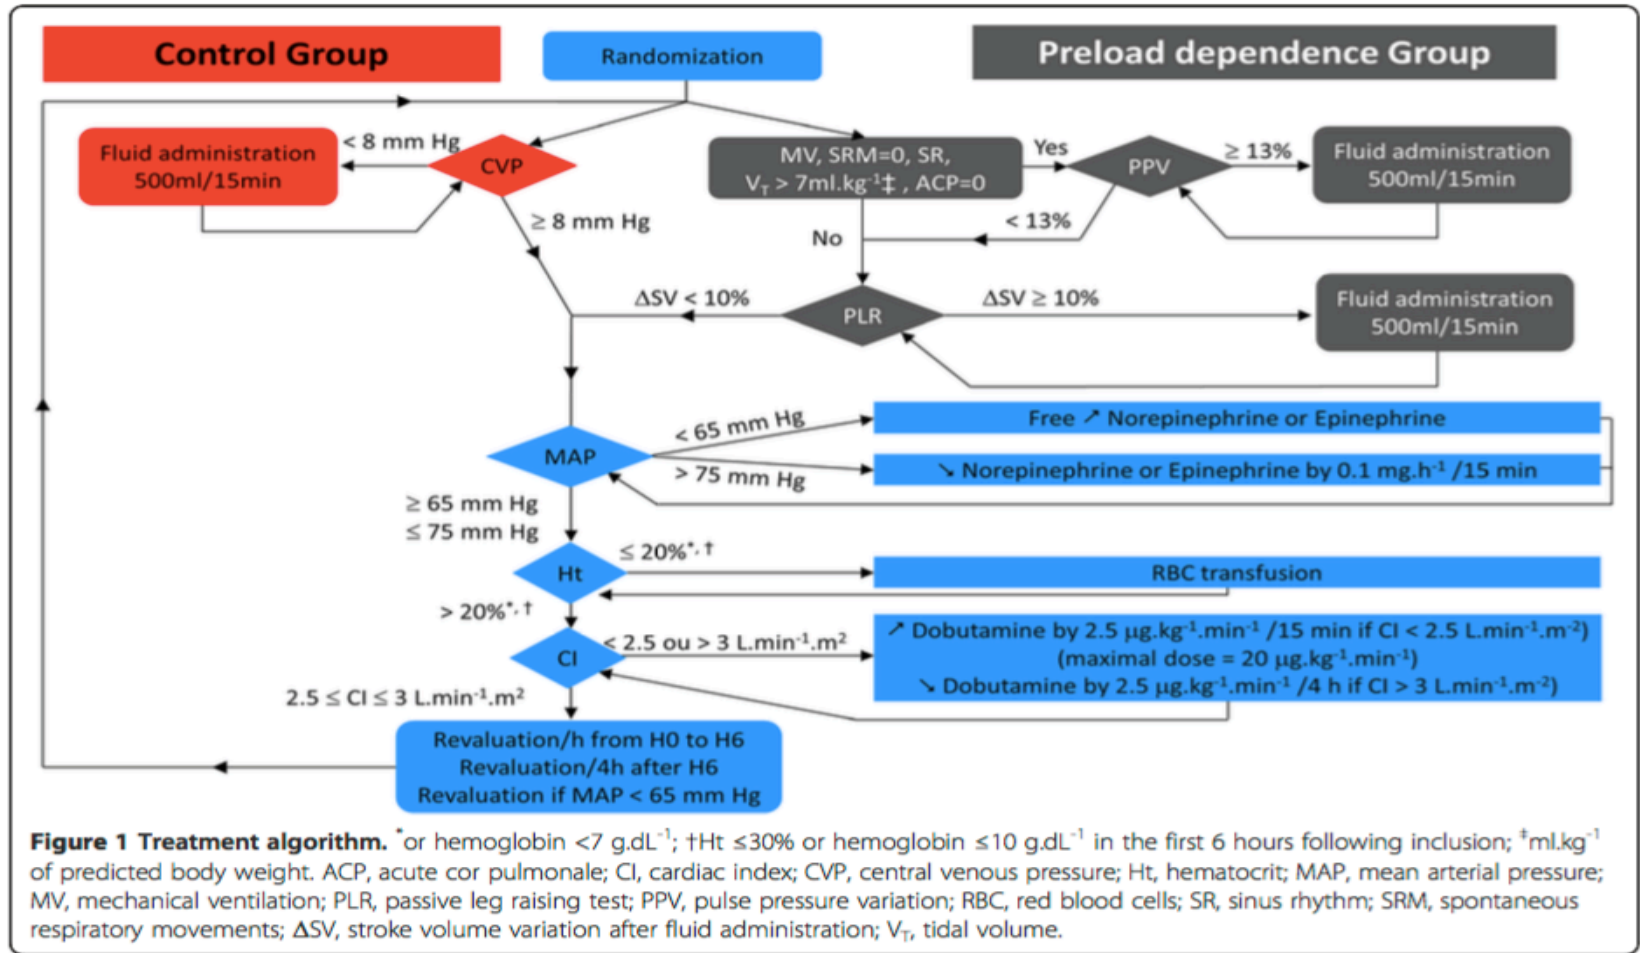 Control Group
Randomization
Preload dependence Group
Fluid administration
500ml/15min
< 8 mm Hg
CVP
≥ 8 mm Hg
MV, SRM=0, SR,
V_T > 7ml.kg⁻¹‡ , ACP=0
Yes
PPV
≥ 13%
Fluid administration
500ml/15min
< 13%
No
ΔSV < 10%
PLR
ΔSV ≥ 10%
Fluid administration
500ml/15min
MAP
< 65 mm Hg
Free ↗ Norepinephrine or Epinephrine
> 75 mm Hg
↘ Norepinephrine or Epinephrine by 0.1 mg.h⁻¹ /15 min
≥ 65 mm Hg
≤ 75 mm Hg
Ht
≤ 20%*,†
RBC transfusion
> 20%*,†
CI
< 2.5 ou > 3 L.min⁻¹.m²
↗ Dobutamine by 2.5 µg.kg⁻¹.min⁻¹ /15 min if CI < 2.5 L.min⁻¹.m⁻²)
(maximal dose = 20 µg.kg⁻¹.min⁻¹)
↘ Dobutamine by 2.5 µg.kg⁻¹.min⁻¹ /4 h if CI > 3 L.min⁻¹.m⁻²)
2.5 ≤ CI ≤ 3 L.min⁻¹.m²
Revaluation/h from H0 to H6
Revaluation/4h after H6
Revaluation if MAP < 65 mm Hg
Figure 1 Treatment algorithm. *or hemoglobin <7 g.dL⁻¹; †Ht ≤30% or hemoglobin ≤10 g.dL⁻¹ in the first 6 hours following inclusion; ‡ml.kg⁻¹
of predicted body weight. ACP, acute cor pulmonale; CI, cardiac index; CVP, central venous pressure; Ht, hematocrit; MAP, mean arterial pressure;
MV, mechanical ventilation; PLR, passive leg raising test; PPV, pulse pressure variation; RBC, red blood cells; SR, sinus rhythm; SRM, spontaneous
respiratory movements; ΔSV, stroke volume variation after fluid administration; V_T, tidal volume.